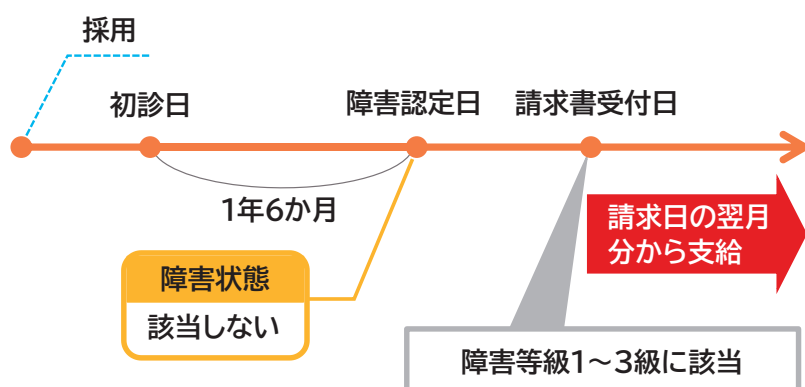 採用
初診日
障害認定日
請求書受付日
1年6か月
請求日の翌月
分から支給
障害状態
該当しない
障害等級1～3級に該当